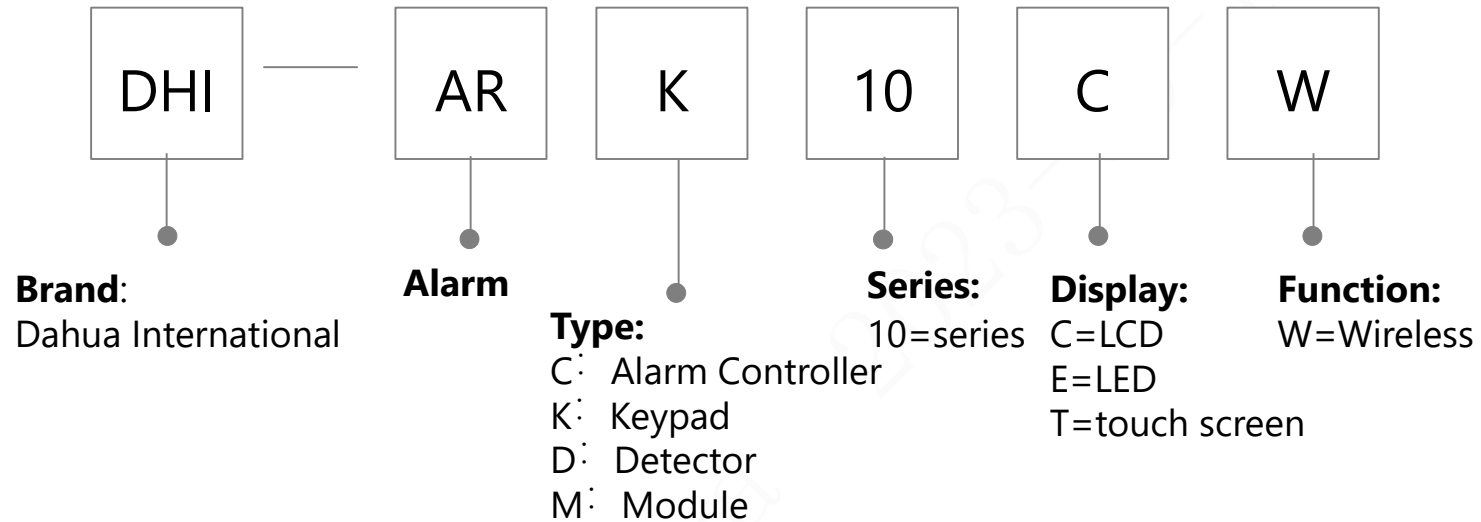 DHI AR K 10 C W
Brand:
Dahua International
Alarm
Type:
C: Alarm Controller
K: Keypad
D: Detector
M: Module
Series:
10=series
Display:
C=LCD
E=LED
T=touch screen
Function:
W=Wireless
2023-